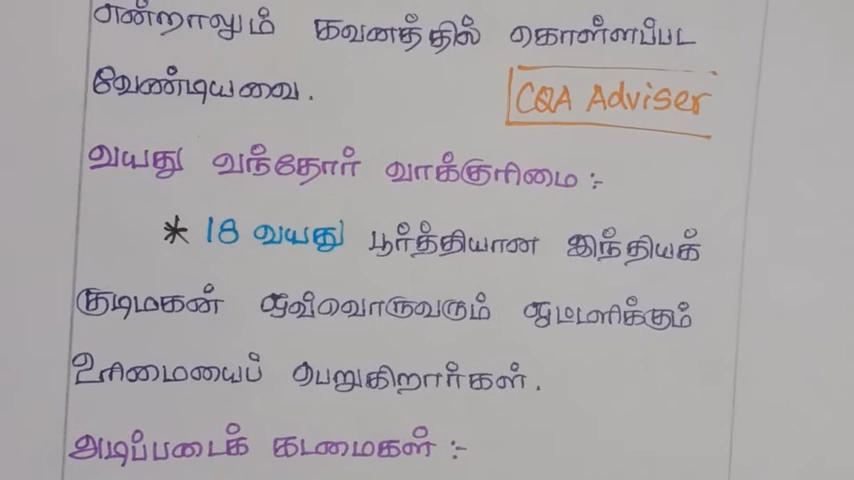 என்றாலும் கவனத்தில் கொள்ளப்பட
வேண்டியவை.
CQA Adviser
வயது வந்தோர் வாக்குரிமை :-
* 18 வயது பூர்த்தியான இந்தியக்
குடிமகன் ஒவ்வொருவரும் ஓட்டளிக்கும்
உரிமையைப் பெறுகிறார்கள்.
அடிப்படைக் கடமைகள் :-